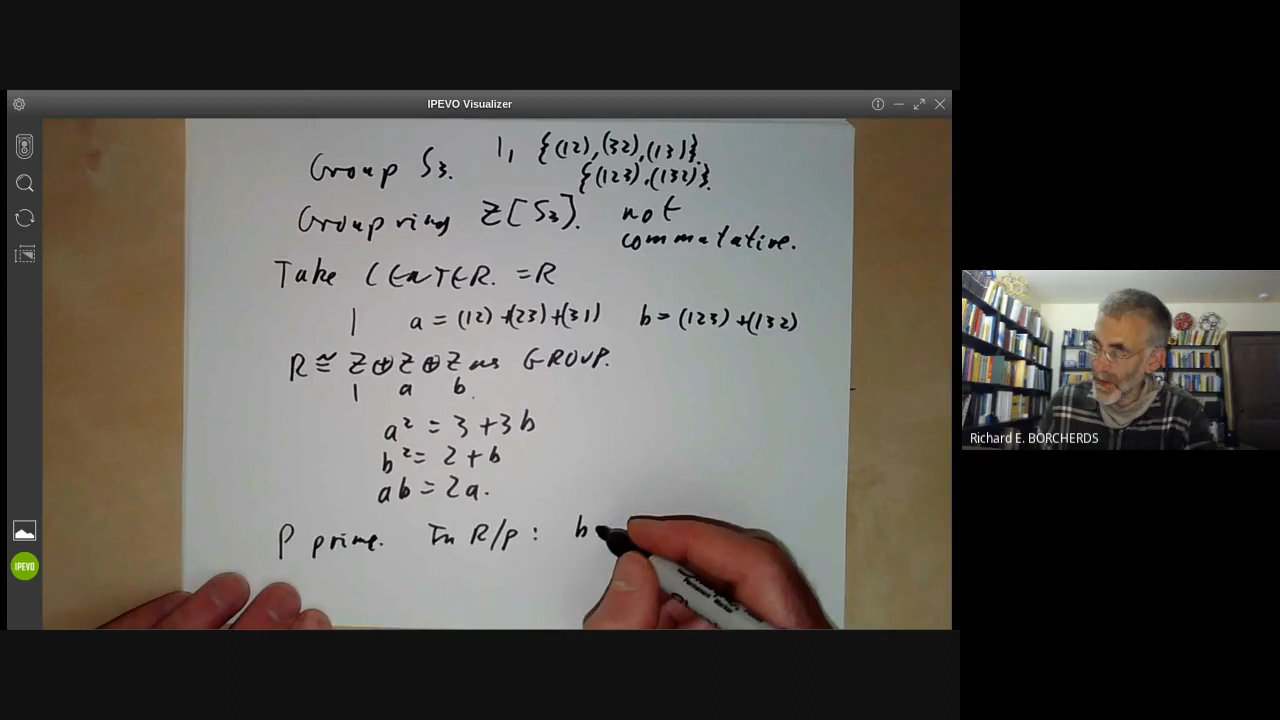 IPEVO Visualizer
Group S₃. 1, {(12),(32),(13)}.
{(123),(132)}.
Group ring Z[S₃]. not
commutative.
Take CENTER. =R
1 a = (12)+(23)+(31) b = (123)+(132)
R ≅ Z⊕Z⊕Z as GROUP.
1 a b.
a² = 3+3b
b² = 2+b
ab = 2a.
P prime. In R/p: b
Richard E. BORCHERDS
IPEVO